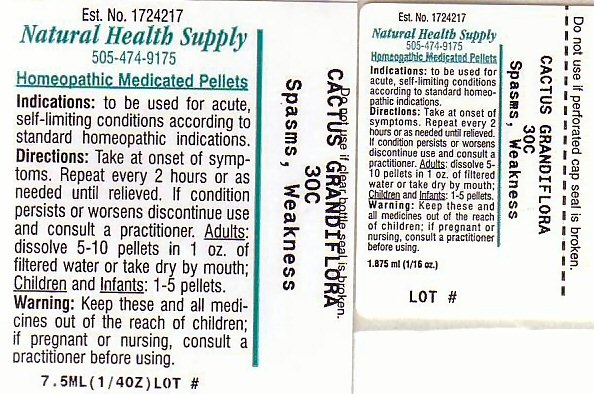 Est. No. 1724217
Natural Health Supply
505-474-9175
Homeopathic Medicated Pellets
Indications: to be used for acute,
self-limiting conditions according to
standard homeopathic indications.
Directions: Take at onset of symp-
toms. Repeat every 2 hours or as
needed until relieved. If condition
persists or worsens discontinue use
and consult a practitioner. Adults:
dissolve 5-10 pellets in 1 oz. of
filtered water or take dry by mouth;
Children and Infants: 1-5 pellets.
Warning: Keep these and all medi-
cines out of the reach of children;
if pregnant or nursing, consult a
practitioner before using.
7.5ML(1/4OZ)LOT #
Do not use if clear bottle seal is broken.
CACTUS GRANDIFLORA
30C
Spasms, Weakness
Est. No. 1724217
Natural Health Supply
505-474-9175
Homeopathic Medicated Pellets
Indications: to be used for
acute, self-limiting conditions
according to standard homeo-
pathic indications.
Directions: Take at onset of
symptoms. Repeat every 2
hours or as needed until relieved.
If condition persists or worsens
discontinue use and consult a
practitioner. Adults: dissolve 5-
10 pellets in 1 oz. of filtered
water or take dry by mouth;
Children and Infants: 1-5 pellets.
Warning: Keep these and
all medicines out of the reach
of children; if pregnant or
nursing, consult a practitioner
before using.
1.875 ml (1/16 oz.)
LOT #
Do not use if perforated cap seal is broken.
CACTUS GRANDIFLORA
30C
Spasms, Weakness